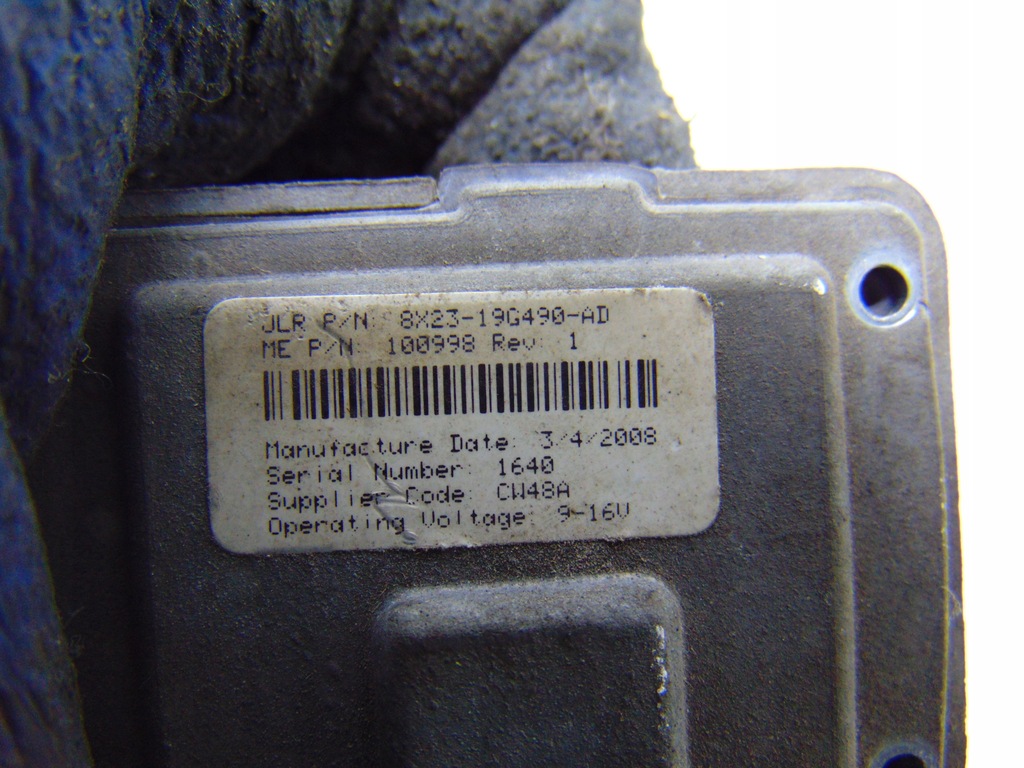 JLR P/N: 8X23-19G490-AD
ME P/N: 100998 Rev: 1
Manufacture Date: 3/4/2008
Serial Number: 1640
Supplier Code: CW48A
Operating Voltage: 9-16V